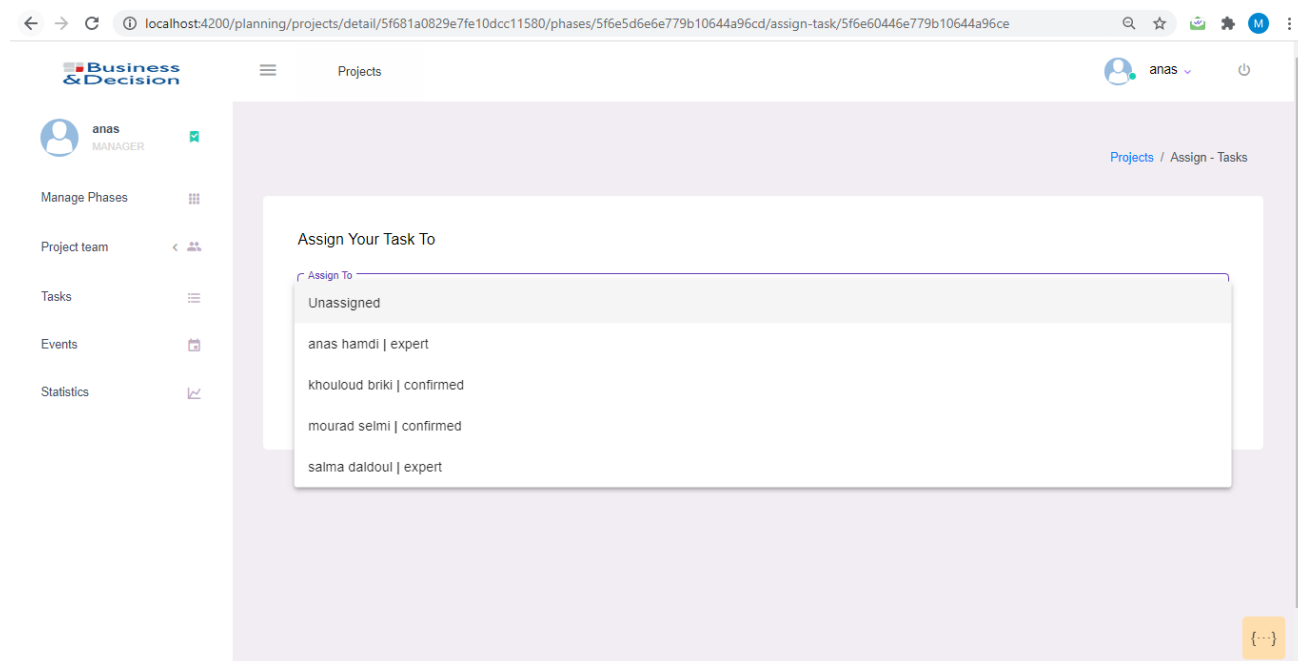 localhost:4200/planning/projects/detail/5f681a0829e7fe10dcc11580/phases/5f6e5d6e6e779b10644a96cd/assign-task/5f6e60446e779b10644a96ce
M
Business
&Decision
Projects
anas
anas
MANAGER
Projects / Assign - Tasks
Manage Phases
Project team
Tasks
Events
Statistics
Assign Your Task To
Assign To
Unassigned
anas hamdi | expert
khouloud briki | confirmed
mourad selmi | confirmed
salma daldoul | expert
{···}